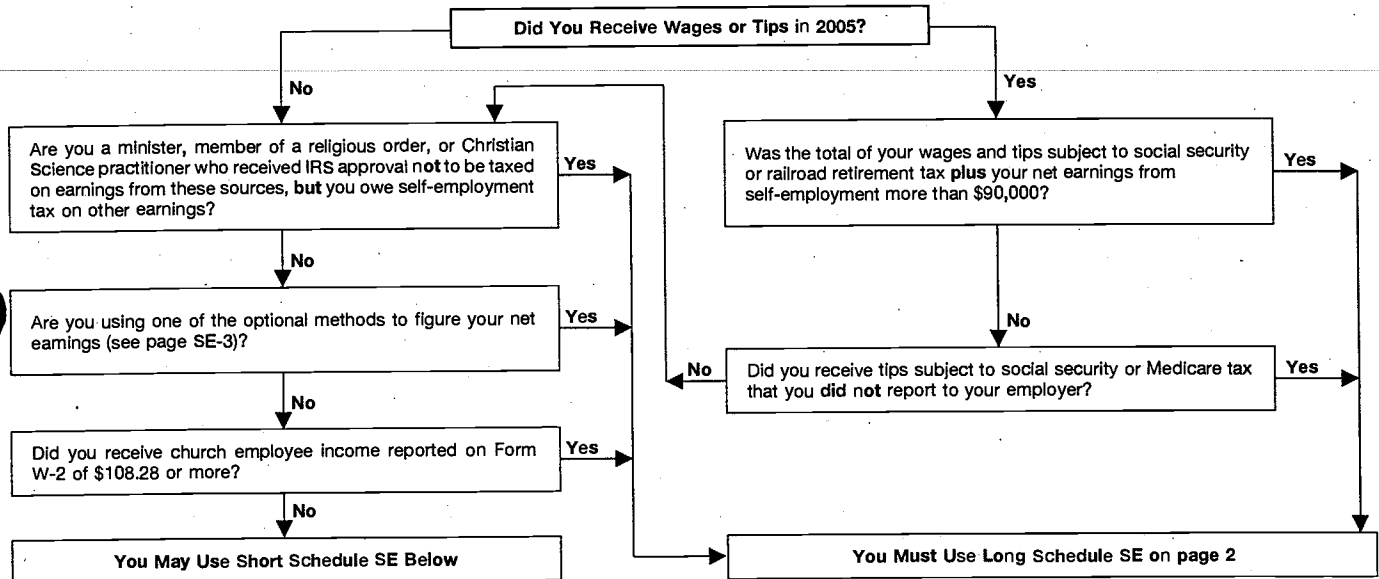 Did You Receive Wages or Tips in 2005?
No
Yes
Are you a minister, member of a religious order, or Christian
Science practitioner who received IRS approval not to be taxed
on earnings from these sources, but you owe self-employment
tax on other earnings?
Yes
Was the total of your wages and tips subject to social security
or railroad retirement tax plus your net earnings from
self-employment more than $90,000?
Yes
No
No
Are you using one of the optional methods to figure your net
earnings (see page SE-3)?
Yes
No
Did you receive tips subject to social security or Medicare tax
that you did not report to your employer?
Yes
No
Did you receive church employee income reported on Form
W-2 of $108.28 or more?
Yes
No
You May Use Short Schedule SE Below
You Must Use Long Schedule SE on page 2